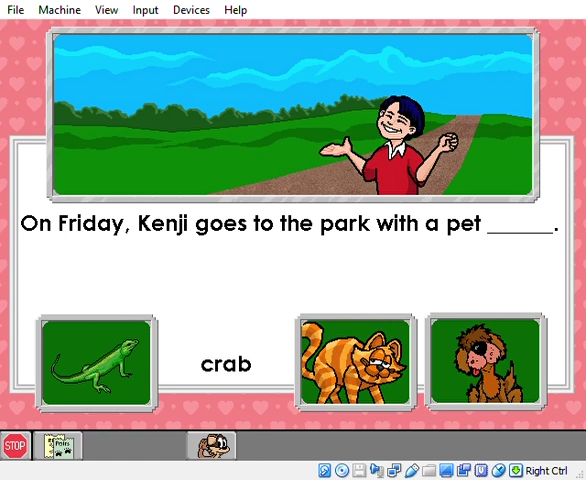 File Machine View Input Devices Help
On Friday, Kenji goes to the park with a pet ______.
crab
STOP
Pairs
Right Ctrl